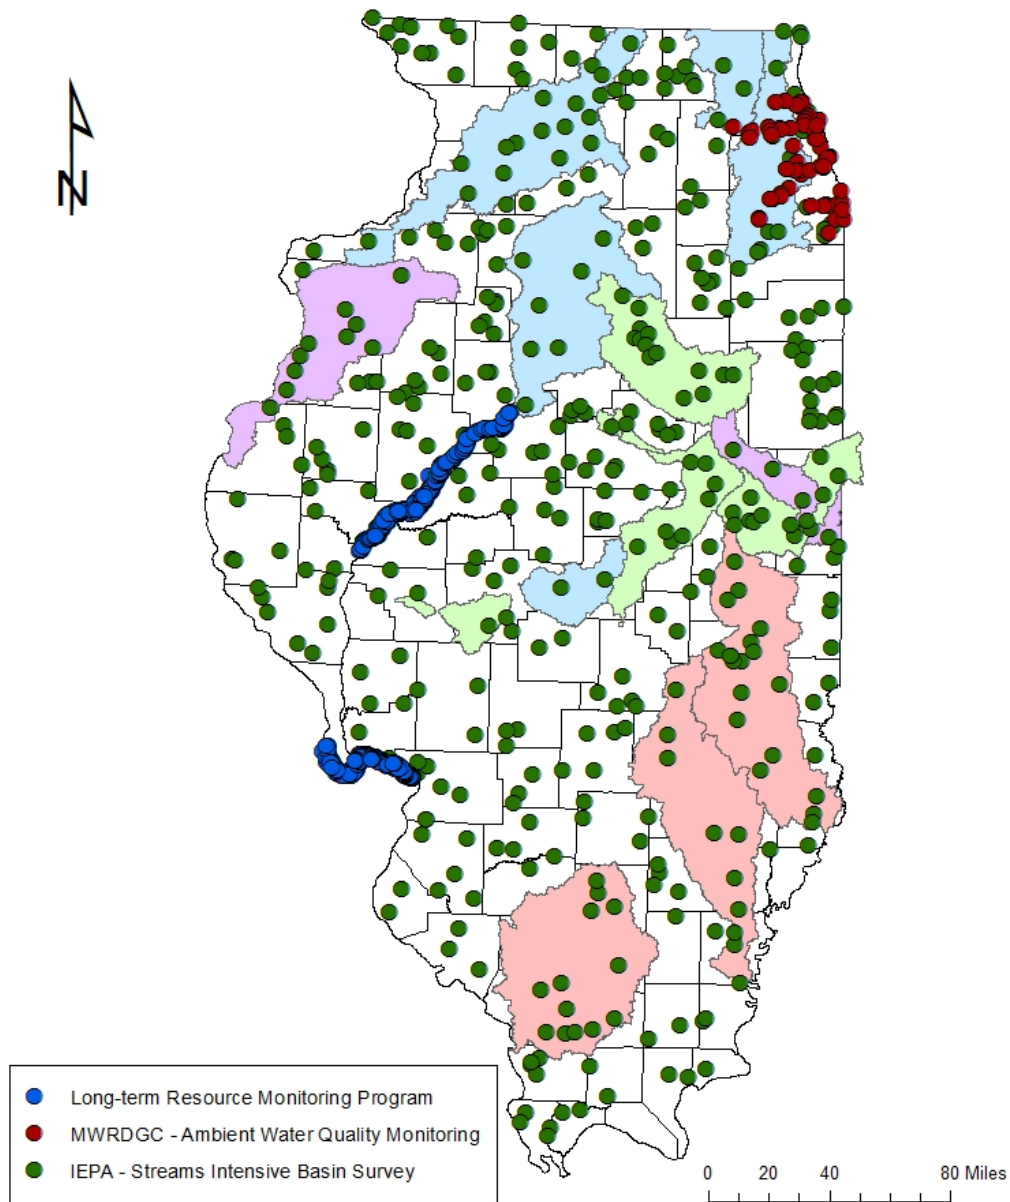 N
Long-term Resource Monitoring Program
MWRDGC - Ambient Water Quality Monitoring
IEPA - Streams Intensive Basin Survey
0 20 40 80 Miles